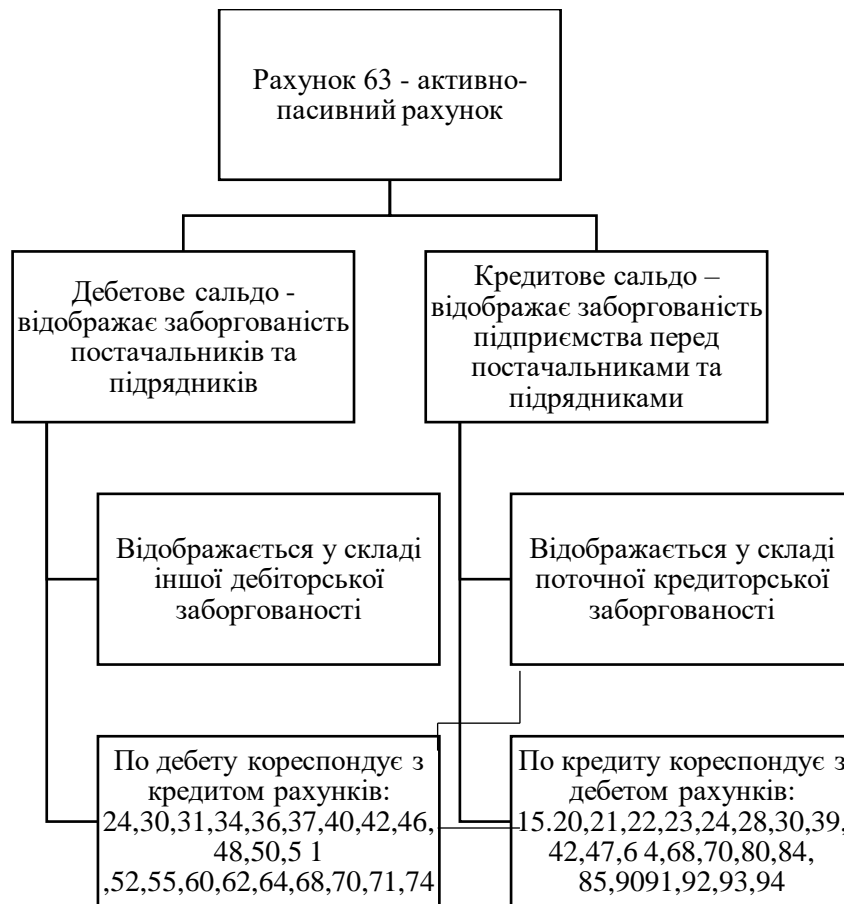 Рахунок 63 - активно-
пасивний рахунок
Дебетове сальдо -
відображає заборгованість
постачальників та
підрядників
Кредитове сальдо –
відображає заборгованість
підприємства перед
постачальниками та
підрядниками
Відображається у складі
іншої дебіторської
заборгованості
Відображається у складі
поточної кредиторської
заборгованості
По дебету кореспондує з
кредитом рахунків:
24,30,31,34,36,37,40,42,46,
48,50,5 1
,52,55,60,62,64,68,70,71,74
По кредиту кореспондує з
дебетом рахунків:
15.20,21,22,23,24,28,30,39,
42,47,6 4,68,70,80,84,
85,9091,92,93,94